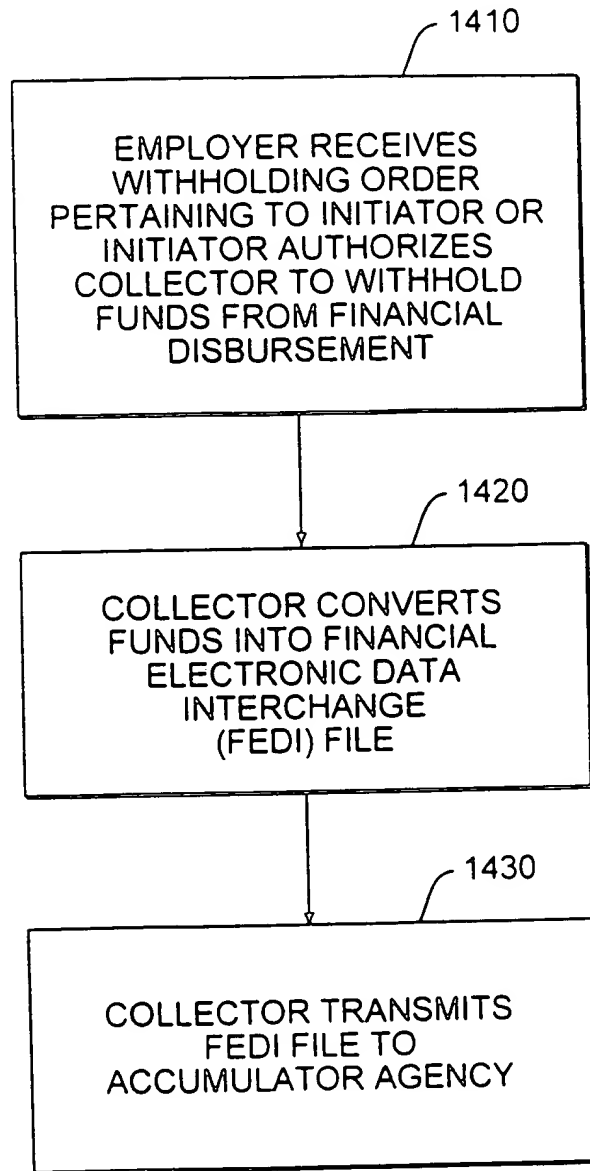 1410
EMPLOYER RECEIVES
WITHHOLDING ORDER
PERTAINING TO INITIATOR OR
INITIATOR AUTHORIZES
COLLECTOR TO WITHHOLD
FUNDS FROM FINANCIAL
DISBURSEMENT
1420
COLLECTOR CONVERTS
FUNDS INTO FINANCIAL
ELECTRONIC DATA
INTERCHANGE
(FEDI) FILE
1430
COLLECTOR TRANSMITS
FEDI FILE TO
ACCUMULATOR AGENCY